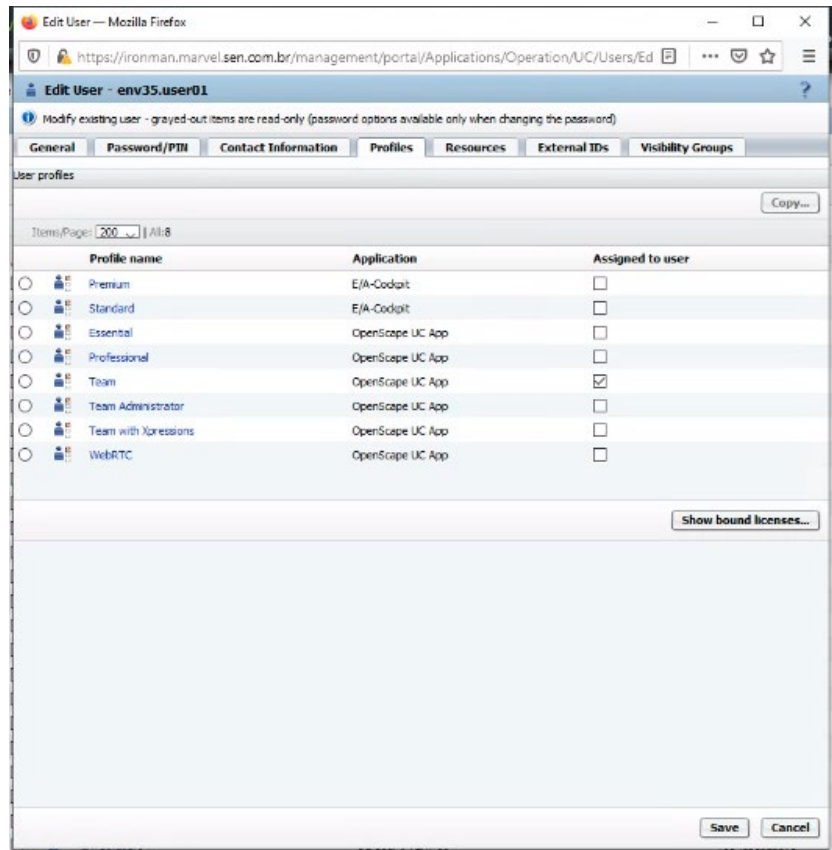 Edit User — Mozilla Firefox
https://ironman.marvel.sen.com.br/management/portal/Applications/Operation/UC/Users/Ed
Edit User - env35.user01 ?
Modify existing user - grayed-out items are read-only (password options available only when changing the password)
General Password/PIN Contact Information Profiles Resources External IDs Visibility Groups
User profiles
Copy...
Items/Page: 200 | All:8
Profile name Application Assigned to user
Premium E/A-Cockpit
Standard E/A-Cockpit
Essential OpenScape UC App
Professional OpenScape UC App
Team OpenScape UC App
Team Administrator OpenScape UC App
Team with Xpressions OpenScape UC App
WebRTC OpenScape UC App
Show bound licenses...
Save Cancel